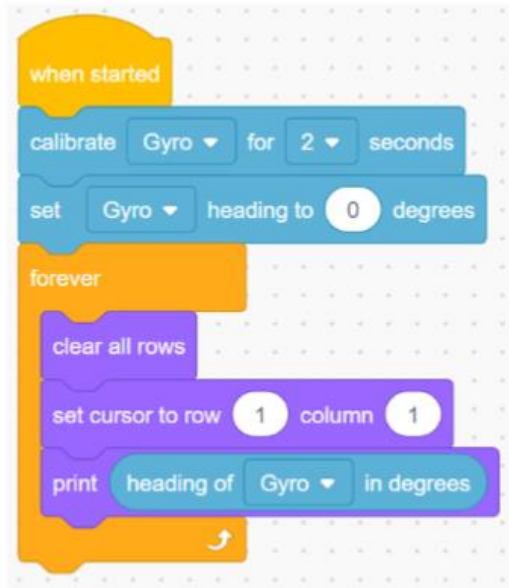 when started
calibrate Gyro for 2 seconds
set Gyro heading to 0 degrees
forever
clear all rows
set cursor to row 1 column 1
print heading of Gyro in degrees